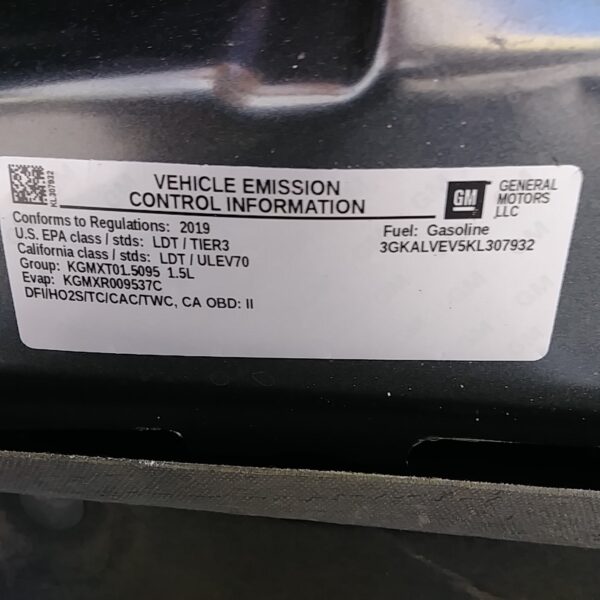 KL307932
VEHICLE EMISSION
CONTROL INFORMATION
GM
GENERAL
MOTORS
,LLC
Conforms to Regulations: 2019
U.S. EPA class / stds: LDT / TIER3
California class / stds: LDT / ULEV70
Group: KGMXT01.5095 1.5L
Evap: KGMXR009537C
DFI/HO2S/TC/CAC/TWC, CA OBD: II
Fuel: Gasoline
3GKALVEV5KL307932